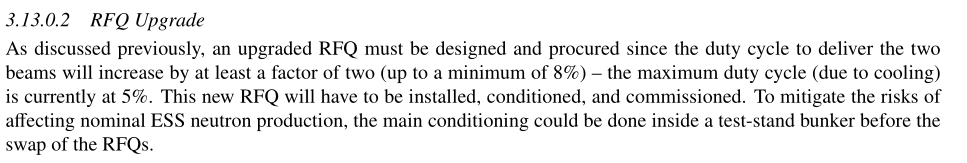 3.13.0.2 RFQ Upgrade
As discussed previously, an upgraded RFQ must be designed and procured since the duty cycle to deliver the two
beams will increase by at least a factor of two (up to a minimum of 8%) – the maximum duty cycle (due to cooling)
is currently at 5%. This new RFQ will have to be installed, conditioned, and commissioned. To mitigate the risks of
affecting nominal ESS neutron production, the main conditioning could be done inside a test-stand bunker before the
swap of the RFQs.